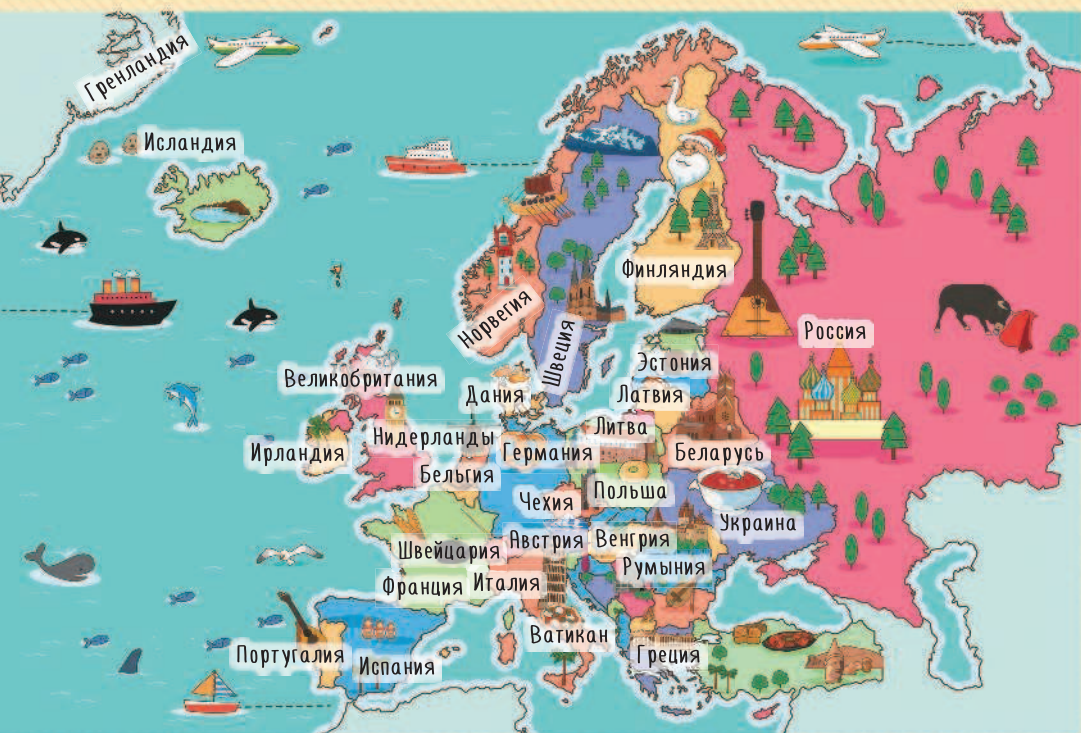 Гренландия
Исландия
Финляндия
Норвегия
Россия
Швеция
Эстония
Великобритания
Дания
Латвия
Литва
Нидерланды
Ирландия
Германия
Беларусь
Бельгия
Польша
Чехия
Украина
Австрия
Венгрия
Швейцария
Румыния
Франция
Италия
Ватикан
Португалия
Испания
Греция